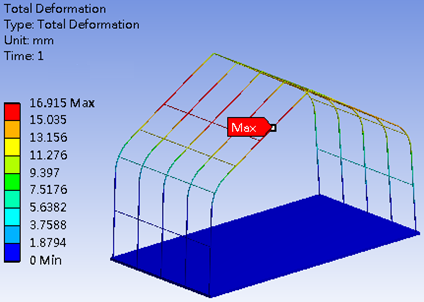 Total Deformation
Type: Total Deformation
Unit: mm
Time: 1
16.915 Max
15.035
13.156
11.276
9.397
7.5176
5.6382
3.7588
1.8794
0 Min
Max